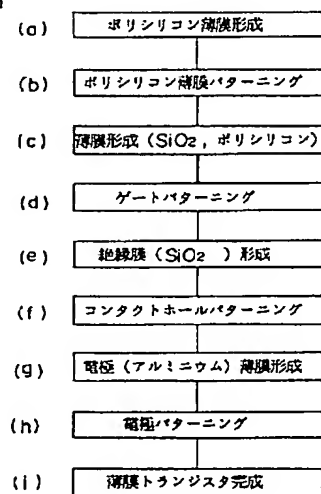 (a) ポリシリコン薄膜形成
(b) ポリシリコン薄膜パターニング
(c) 薄膜形成(SiO2,ポリシリコン)
(d) ゲートパターニング
(e) 絶縁膜(SiO2 )形成
(f) コンタクトホールパターニング
(g) 電極(アルミニウム)薄膜形成
(h) 電極パターニング
(i) 薄膜トランジスタ完成